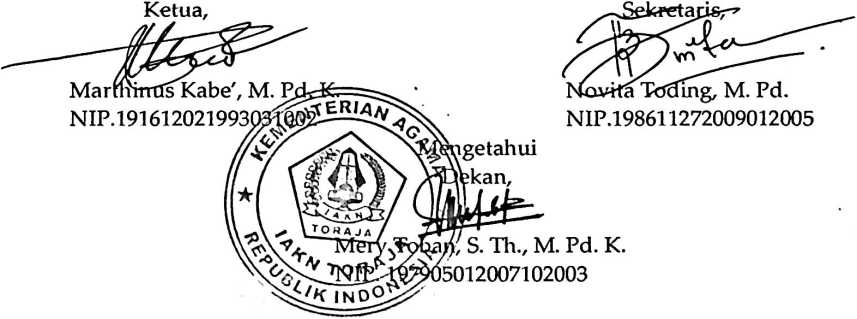 Ketua,
Sekretaris,
Marthinus Kabe', M. Pd. K.
NIP.191612021993031002
Novita Toding, M. Pd.
NIP.198611272009012005
Mengetahui
Dekan,
Mery Toban, S. Th., M. Pd. K.
NIP. 197905012007102003
KEMENTERIAN AGAMA
REPUBLIK INDONESIA
IAKN TORAJA
IAKN
TORAJA